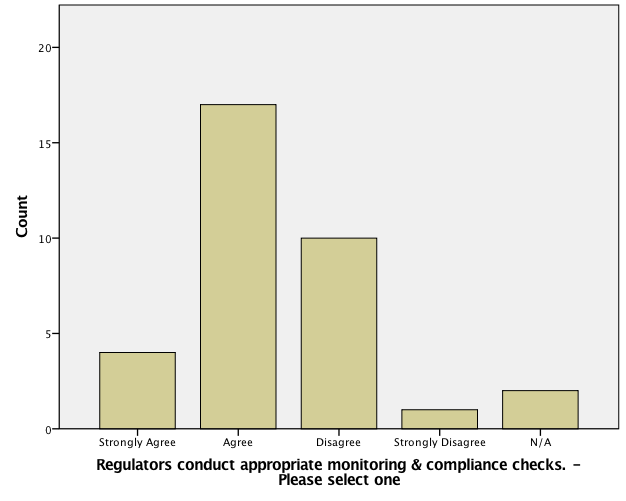 20
15
10
5
0
Count
Strongly Agree
Agree
Disagree
Strongly Disagree
N/A
Regulators conduct appropriate monitoring & compliance checks. –
Please select one